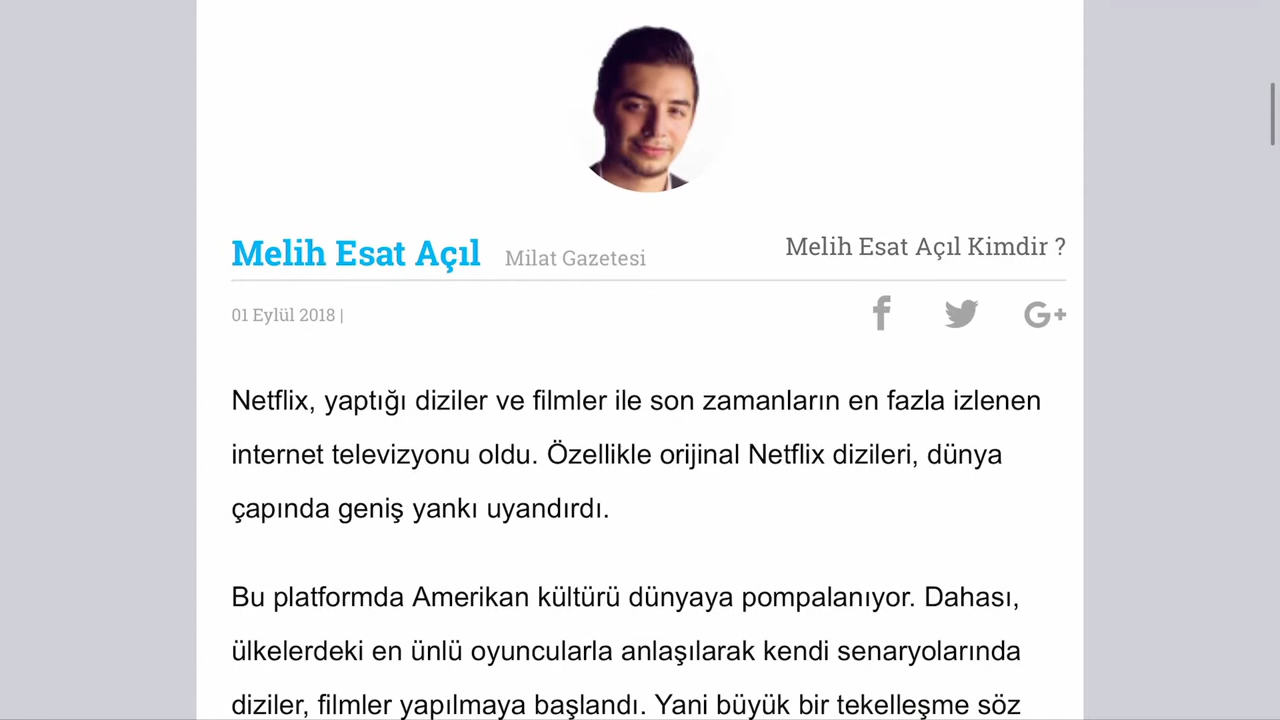 Melih Esat Açıl Milat Gazetesi Melih Esat Açıl Kimdir ?
01 Eylül 2018 |
Netflix, yaptığı diziler ve filmler ile son zamanların en fazla izlenen
internet televizyonu oldu. Özellikle orijinal Netflix dizileri, dünya
çapında geniş yankı uyandırdı.
Bu platformda Amerikan kültürü dünyaya pompalanıyor. Dahası,
ülkelerdeki en ünlü oyuncularla anlaşılarak kendi senaryolarında
diziler, filmler yapılmaya başlandı. Yani büyük bir tekelleşme söz